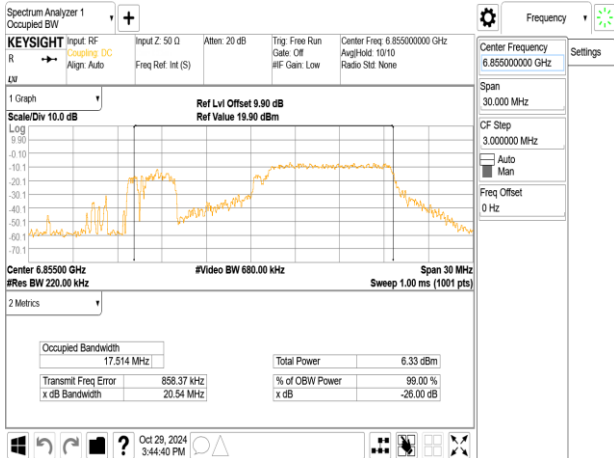 Spectrum Analyzer 1
Occupied BW
Frequency
KEYSIGHT
R
LXI
Input: RF
Coupling: DC
Align: Auto
Input Z: 50 Ω
Freq Ref: Int (S)
Atten: 20 dB
Trig: Free Run
Gate: Off
#IF Gain: Low
Center Freq: 6.855000000 GHz
Avg|Hold: 10/10
Radio Std: None
Center Frequency
6.855000000 GHz
Settings
Span
30.000 MHz
CF Step
3.000000 MHz
Auto
Man
Freq Offset
0 Hz
1 Graph
Scale/Div 10.0 dB
Ref Lvl Offset 9.90 dB
Ref Value 19.90 dBm
Log
9.90
-0.10
-10.1
-20.1
-30.1
-40.1
-50.1
-60.1
-70.1
Center 6.85500 GHz
#Video BW 680.00 kHz
Span 30 MHz
#Res BW 220.00 kHz
Sweep 1.00 ms (1001 pts)
2 Metrics
Occupied Bandwidth
17.514 MHz
Total Power 6.33 dBm
Transmit Freq Error 858.37 kHz
% of OBW Power 99.00 %
x dB Bandwidth 20.54 MHz
x dB -26.00 dB
?
Oct 29, 2024
3:44:40 PM